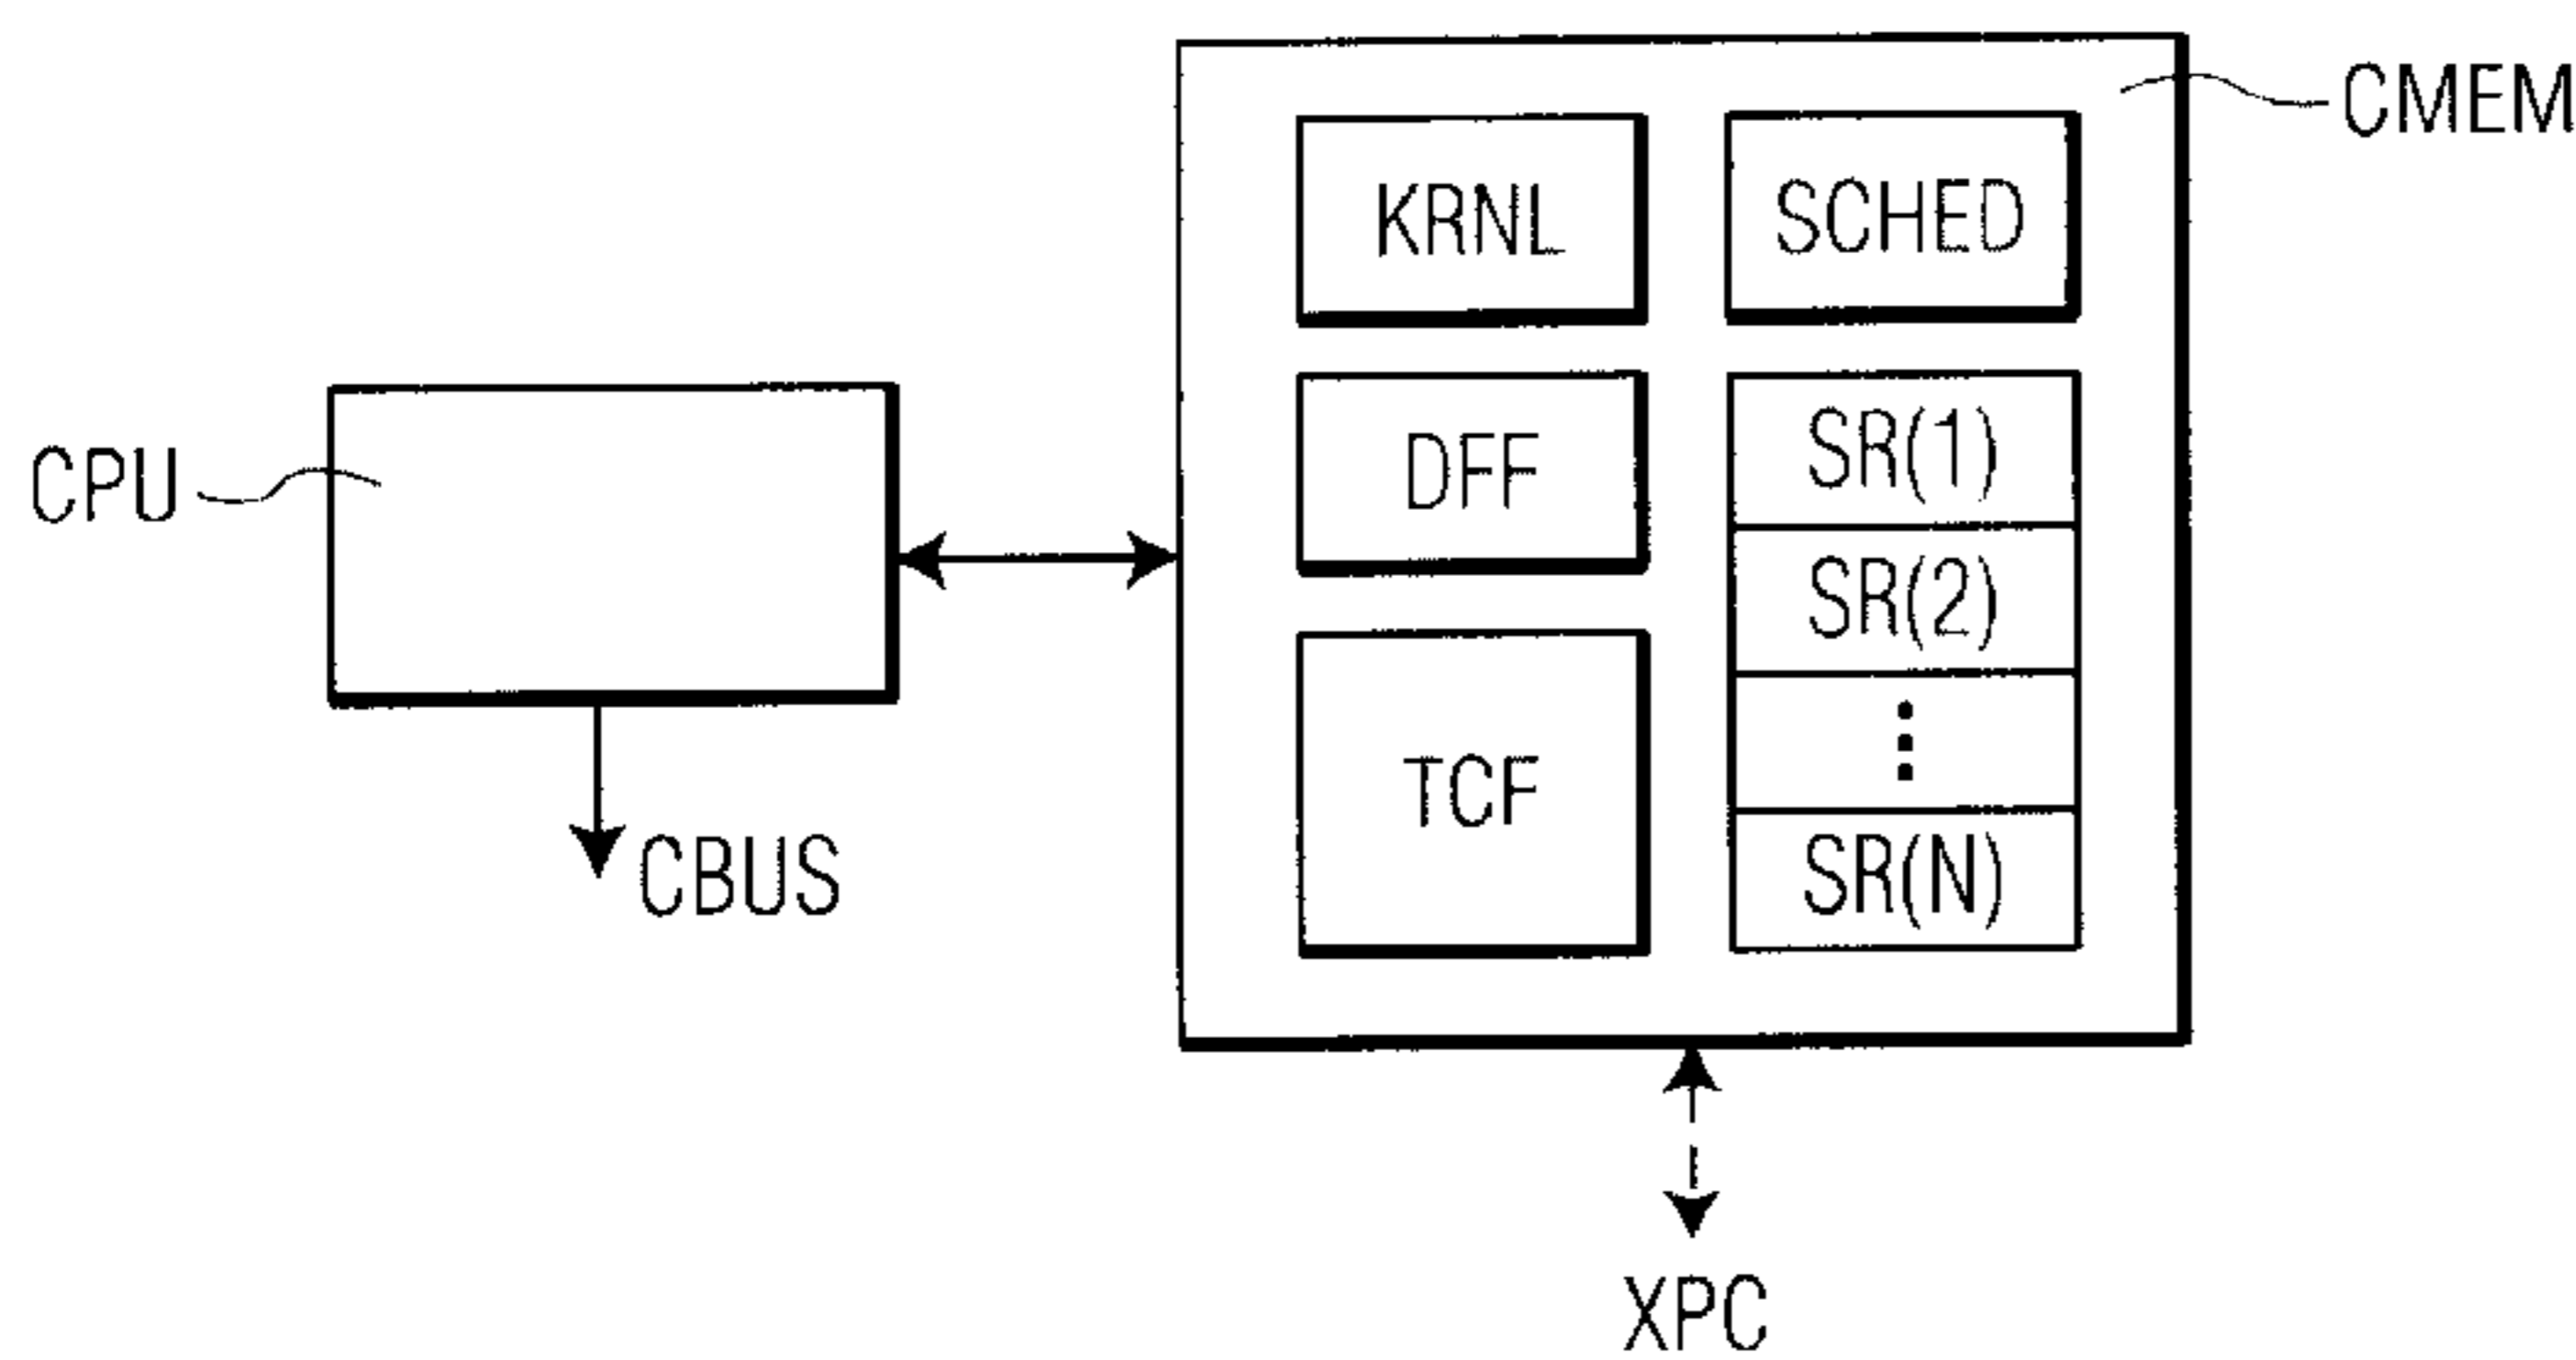 CMEM
KRNL
SCHED
DFF
SR(1)
CPU
SR(2)
TCF
⋮
SR(N)
CBUS
XPC